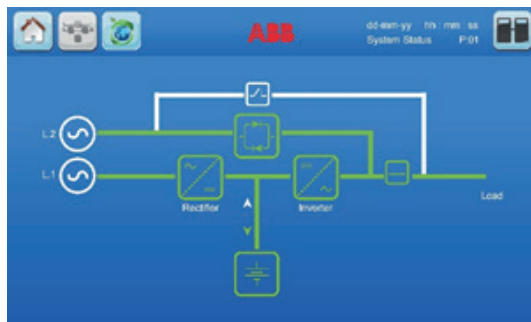 ABB
dd-mm-yy hh : mm : ss
System Status P:01
L2
L1
Rectifier
Inverter
Load